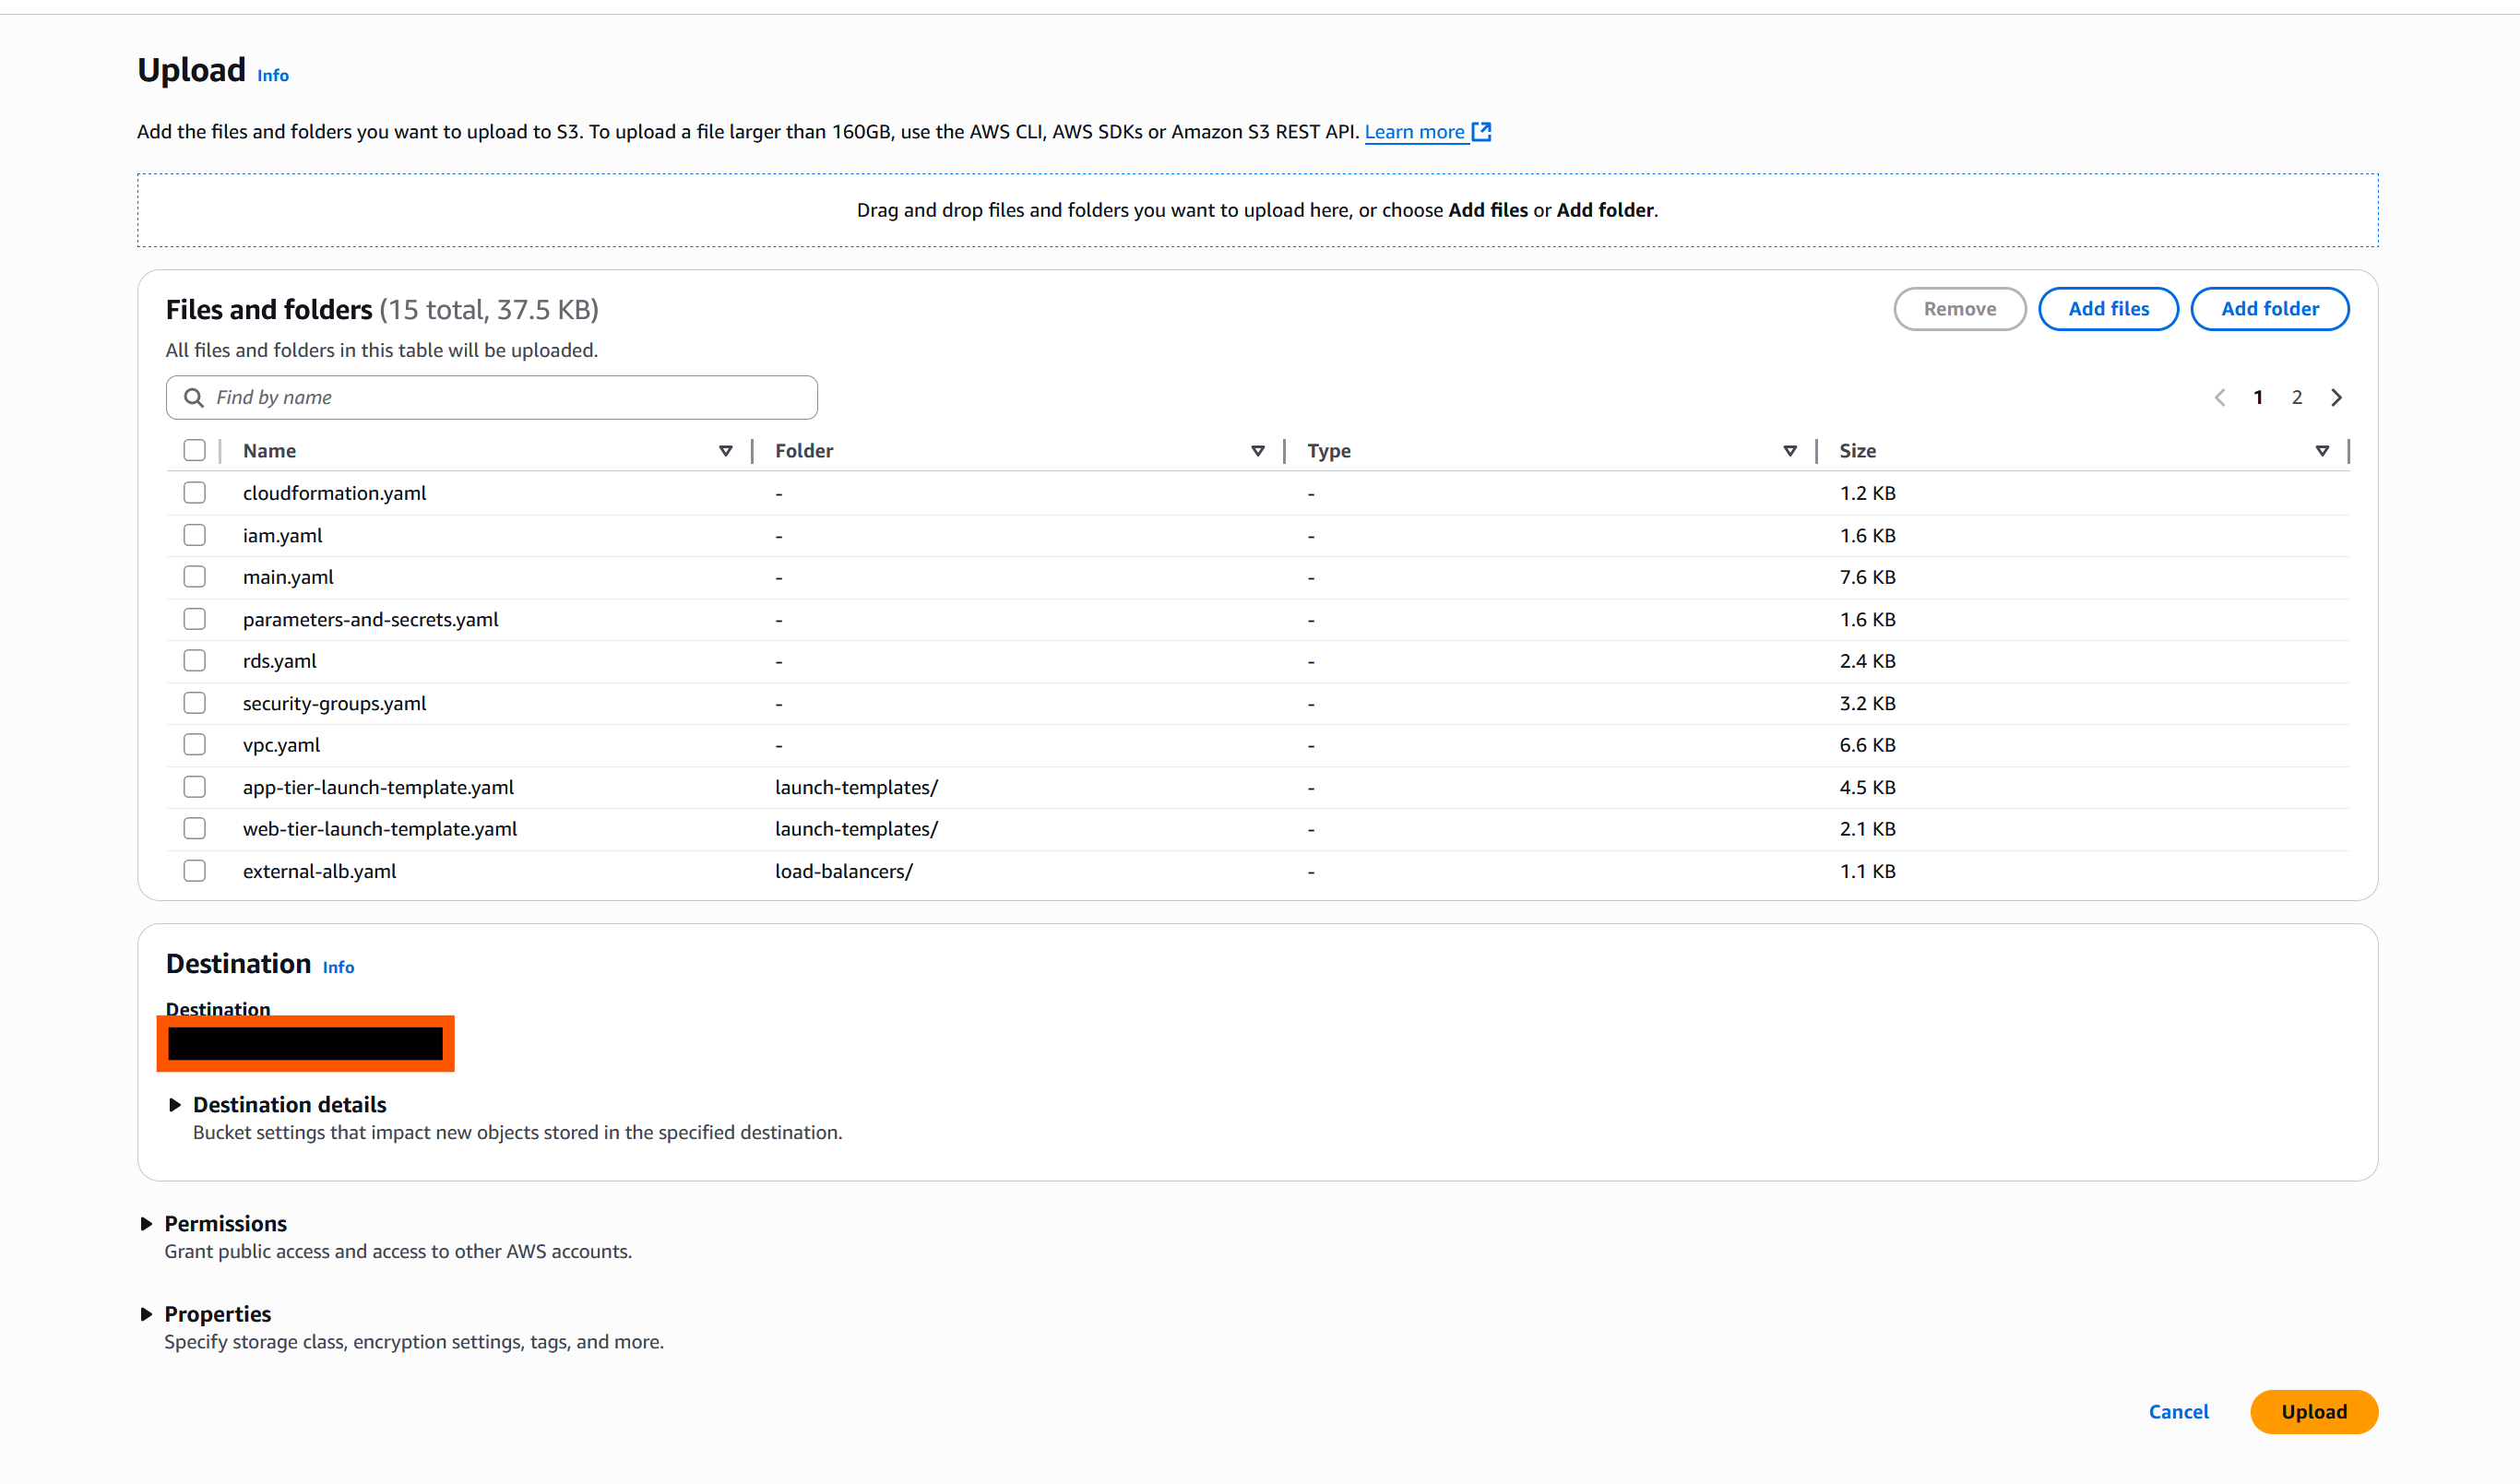 Upload Info
Add the files and folders you want to upload to S3. To upload a file larger than 160GB, use the AWS CLI, AWS SDKs or Amazon S3 REST API. Learn more
Drag and drop files and folders you want to upload here, or choose Add files or Add folder.
Files and folders (15 total, 37.5 KB)
Remove Add files Add folder
All files and folders in this table will be uploaded.
Find by name
1 2
Name Folder Type Size
cloudformation.yaml - - 1.2 KB
iam.yaml - - 1.6 KB
main.yaml - - 7.6 KB
parameters-and-secrets.yaml - - 1.6 KB
rds.yaml - - 2.4 KB
security-groups.yaml - - 3.2 KB
vpc.yaml - - 6.6 KB
app-tier-launch-template.yaml launch-templates/ - 4.5 KB
web-tier-launch-template.yaml launch-templates/ - 2.1 KB
external-alb.yaml load-balancers/ - 1.1 KB
Destination Info
Destination
Destination details
Bucket settings that impact new objects stored in the specified destination.
Permissions
Grant public access and access to other AWS accounts.
Properties
Specify storage class, encryption settings, tags, and more.
Cancel Upload